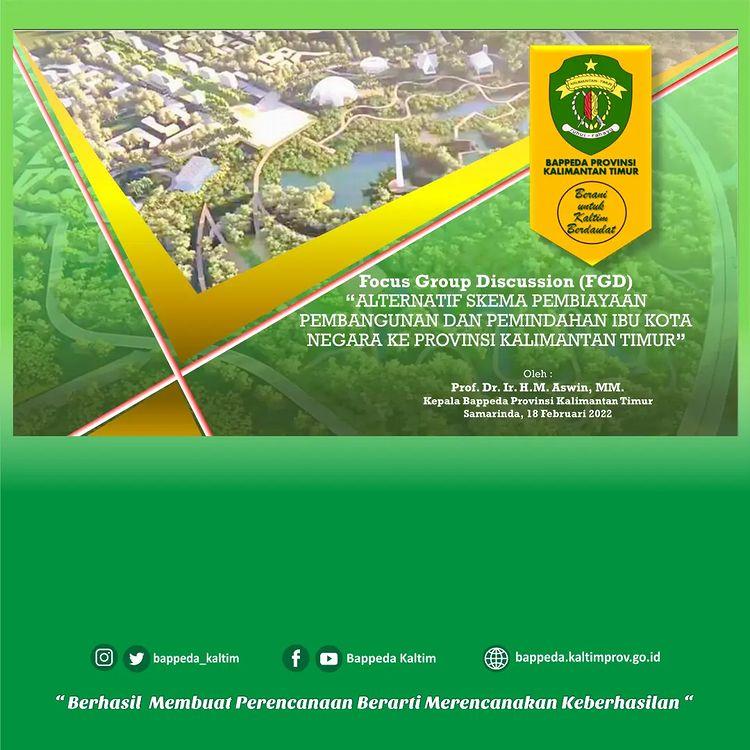 KALIMANTAN - TIMUR
BAPPEDA PROVINSI
KALIMANTAN TIMUR
Berani
untuk
Kaltim
Berdaulat
Focus Group Discussion (FGD)
“ALTERNATIF SKEMA PEMBIAYAAN
PEMBANGUNAN DAN PEMINDAHAN IBU KOTA
NEGARA KE PROVINSI KALIMANTAN TIMUR”
Oleh :
Prof. Dr. Ir. H.M. Aswin, MM.
Kepala Bappeda Provinsi Kalimantan Timur
Samarinda, 18 Februari 2022
bappeda_kaltim
Bappeda Kaltim
bappeda.kaltimprov.go.id
“ Berhasil Membuat Perencanaan Berarti Merencanakan Keberhasilan “